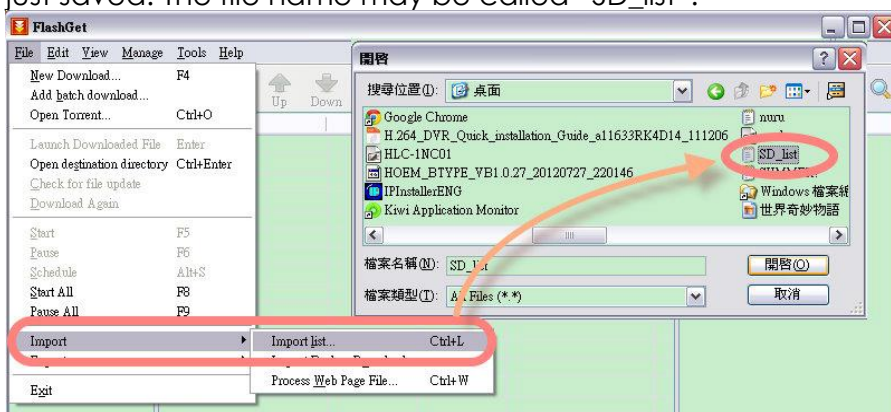 just saved. The file name may be called "SD_list".
FlashGet
File Edit View Manage Tools Help
New Download... F4
Add batch download...
Open Torrent... Ctrl+O
Launch Downloaded File Enter
Open destination directory Ctrl+Enter
Check for file update
Download Again
Start F5
Pause F6
Schedule Alt+S
Start All F8
Pause All F9
Import
Exit
Up Down
Import list... Ctrl+L
Process Web Page File... Ctrl+W
開啓
搜尋位置(I): 桌面
Google Chrome
H.264_DVR_Quick_installation_Guide_a11633RK4D14_111206
HLC-1NC01
HOEM_BTYPE_VB1.0.27_20120727_220146
IPInstallerENG
Kiwi Application Monitor
nuru
SD_list
Windows 檔案
世界奇妙物語
檔案名稱(N): SD_list
開啓(O)
檔案類型(T): All Files (*.*)
取消